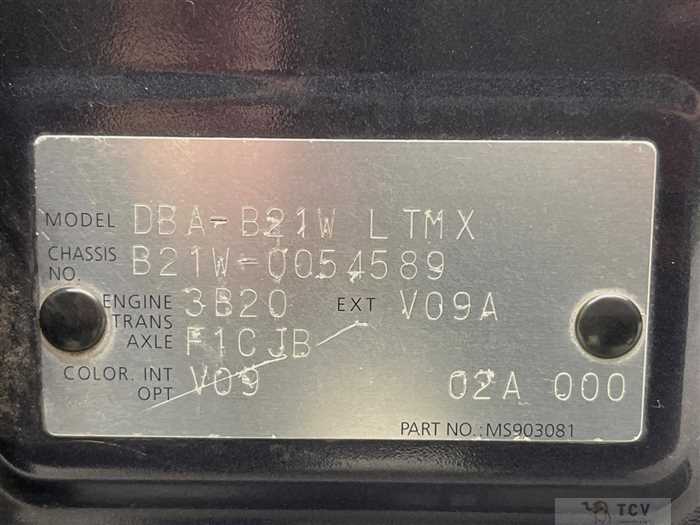 MODEL DBA-B21W LTMX
CHASSIS NO. B21W-0054589
ENGINE 3B20 EXT V09A
TRANS AXLE F1CJB
COLOR. INT OPT V09 02A 000
PART NO.:MS903081
TCV